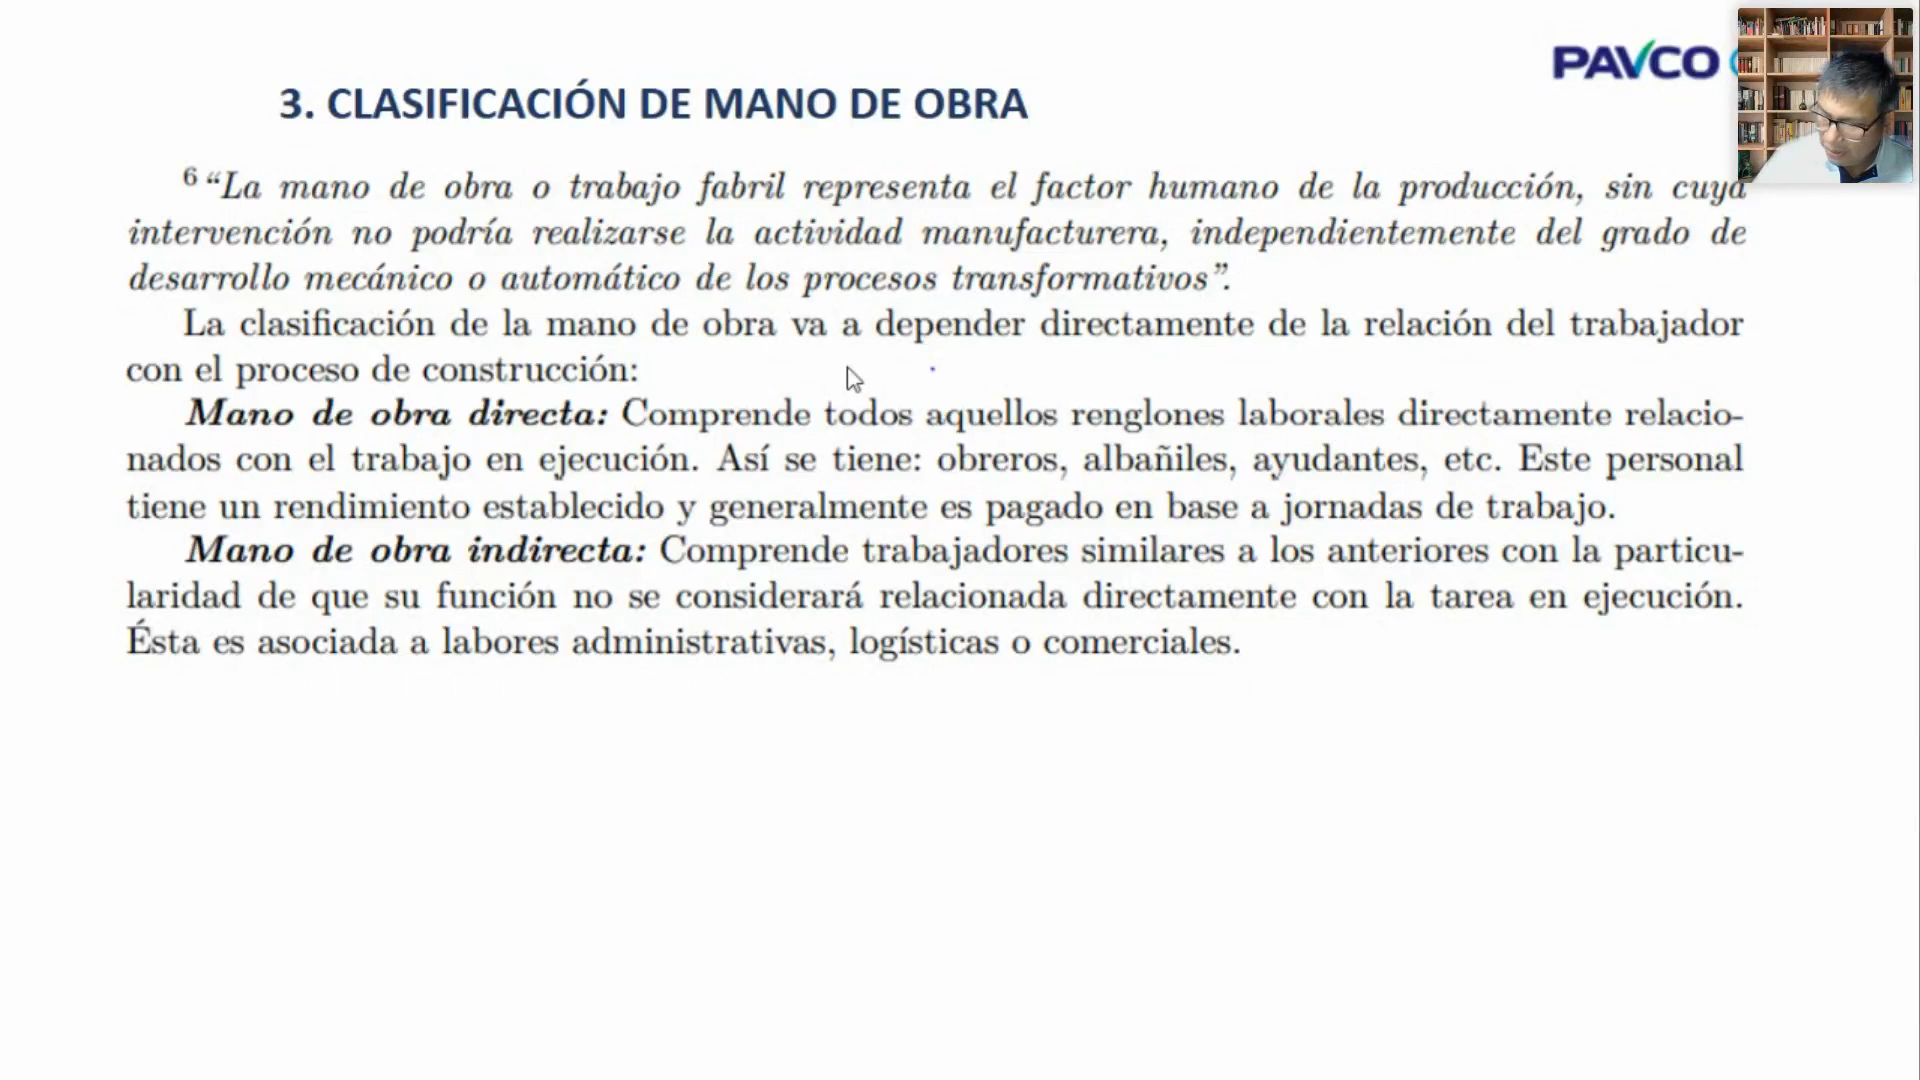 PAVCO
3. CLASIFICACIÓN DE MANO DE OBRA
⁶ “La mano de obra o trabajo fabril representa el factor humano de la producción, sin cuya
intervención no podría realizarse la actividad manufacturera, independientemente del grado de
desarrollo mecánico o automático de los procesos transformativos”.
La clasificación de la mano de obra va a depender directamente de la relación del trabajador
con el proceso de construcción:
Mano de obra directa: Comprende todos aquellos renglones laborales directamente relacio-
nados con el trabajo en ejecución. Así se tiene: obreros, albañiles, ayudantes, etc. Este personal
tiene un rendimiento establecido y generalmente es pagado en base a jornadas de trabajo.
Mano de obra indirecta: Comprende trabajadores similares a los anteriores con la particu-
laridad de que su función no se considerará relacionada directamente con la tarea en ejecución.
Ésta es asociada a labores administrativas, logísticas o comerciales.